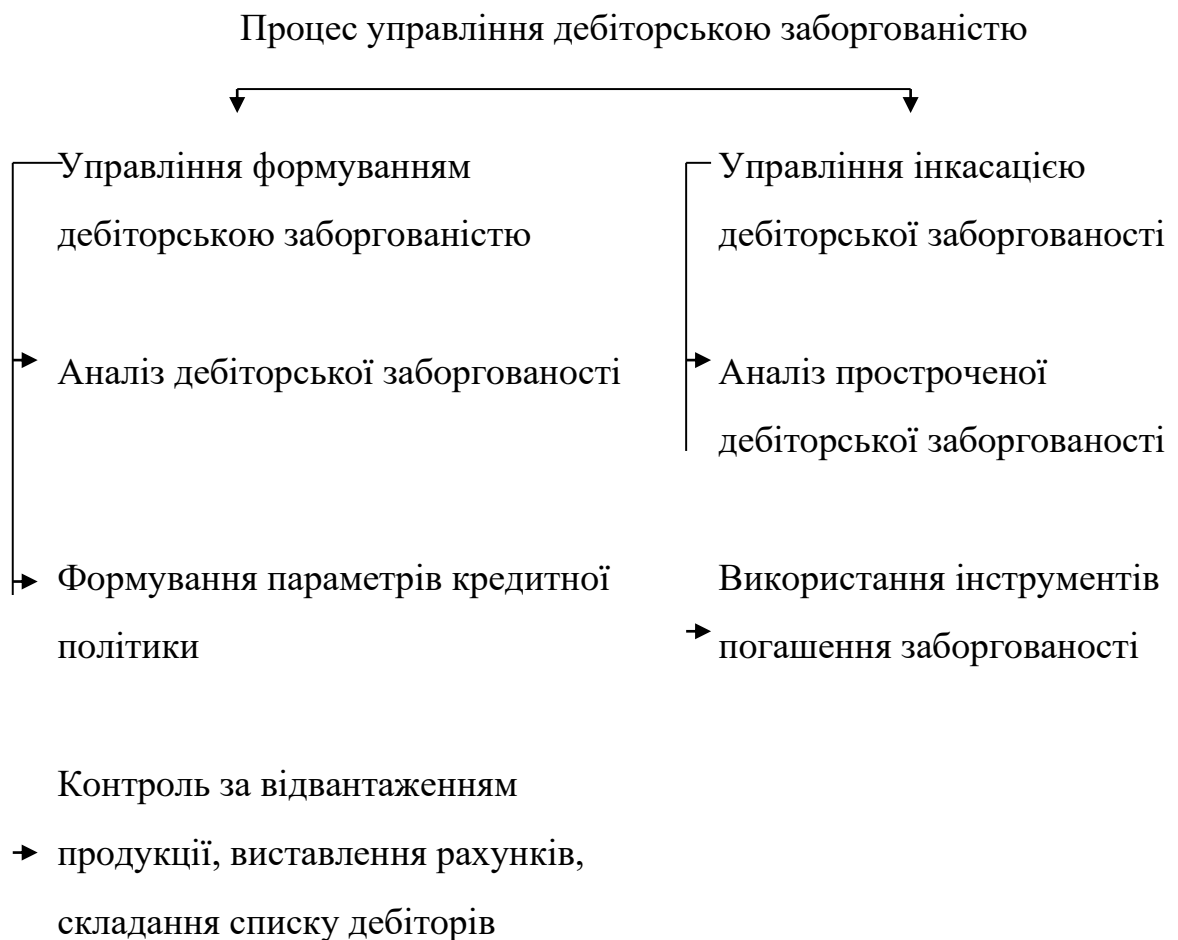 Процес управління дебіторською заборгованістю
Управління формуванням
дебіторською заборгованістю
Аналіз дебіторської заборгованості
Формування параметрів кредитної
політики
Контроль за відвантаженням
продукції, виставлення рахунків,
складання списку дебіторів
Управління інкасацією
дебіторської заборгованості
Аналіз простроченої
дебіторської заборгованості
Використання інструментів
погашення заборгованості